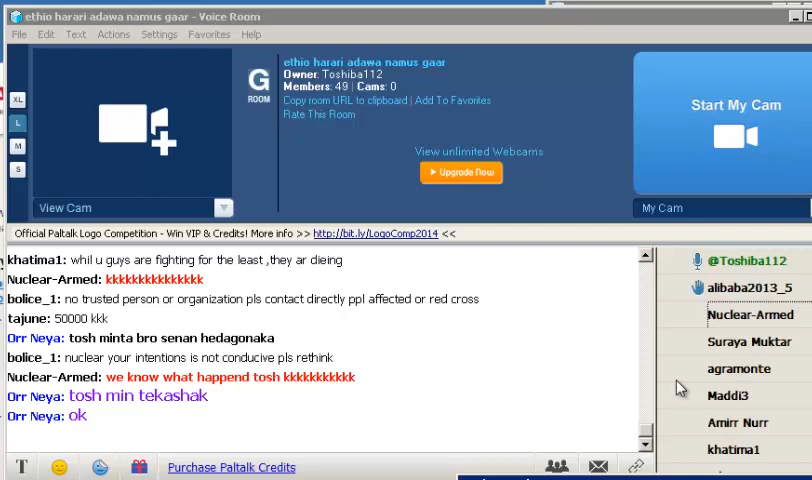 ethio harari adawa namus gaar - Voice Room
File Edit Text Actions Settings Favorites Help
XL
L
M
S
View Cam
G
ROOM
ethio harari adawa namus gaar
Owner: Toshiba112
Members: 49 | Cams: 0
Copy room URL to clipboard | Add To Favorites
Rate This Room
View unlimited Webcams
Upgrade Now
Start My Cam
My Cam
Official Paltalk Logo Competition - Win VIP & Credits! More info >> http://bit.ly/LogoComp2014 <<
khatima1: whil u guys are fighting for the least ,they ar dieing
Nuclear-Armed: kkkkkkkkkkkkkkk
bolice_1: no trusted person or organization pls contact directly ppl affected or red cross
tajune: 50000 kkk
Orr Neya: tosh minta bro senan hedagonaka
bolice_1: nuclear your intentions is not conducive pls rethink
Nuclear-Armed: we know what happend tosh kkkkkkkkkkk
Orr Neya: tosh min tekashak
Orr Neya: ok
@Toshiba112
alibaba2013_5
Nuclear-Armed
Suraya Muktar
agramonte
Maddi3
Amirr Nurr
khatima1
T
Purchase Paltalk Credits